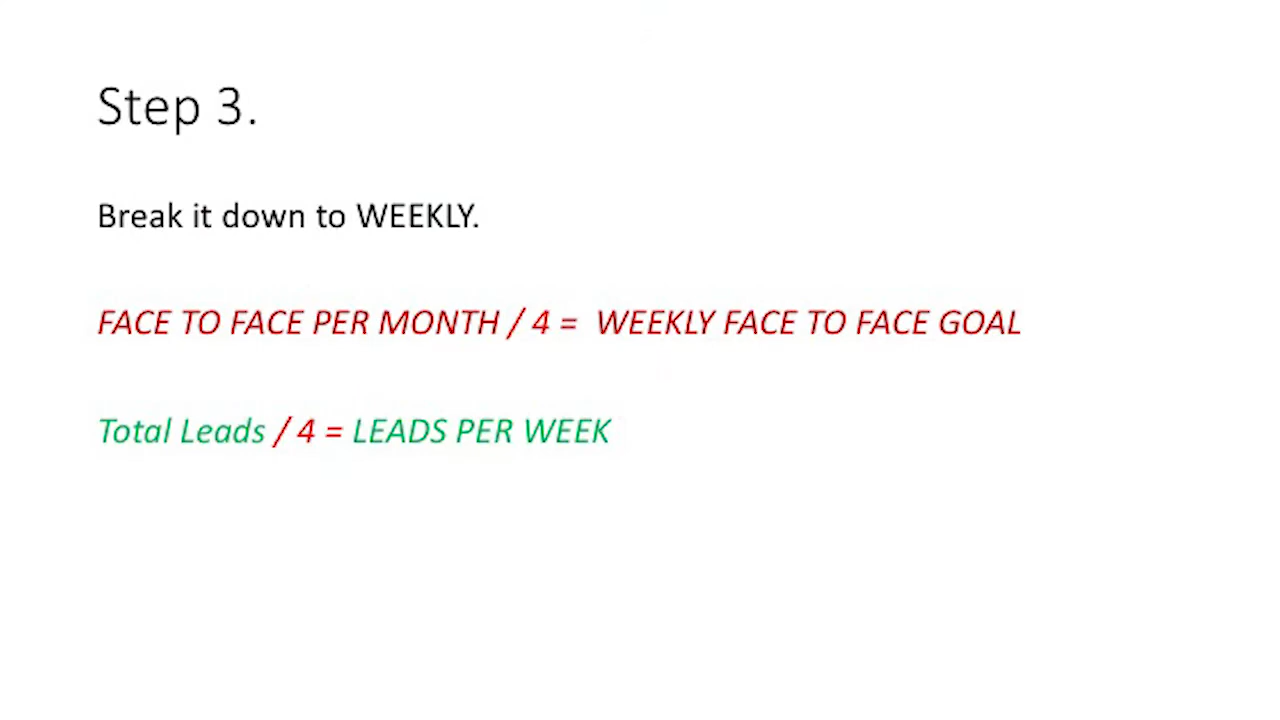 Step 3.
Break it down to WEEKLY.
FACE TO FACE PER MONTH / 4 =  WEEKLY FACE TO FACE GOAL
Total Leads / 4 = LEADS PER WEEK